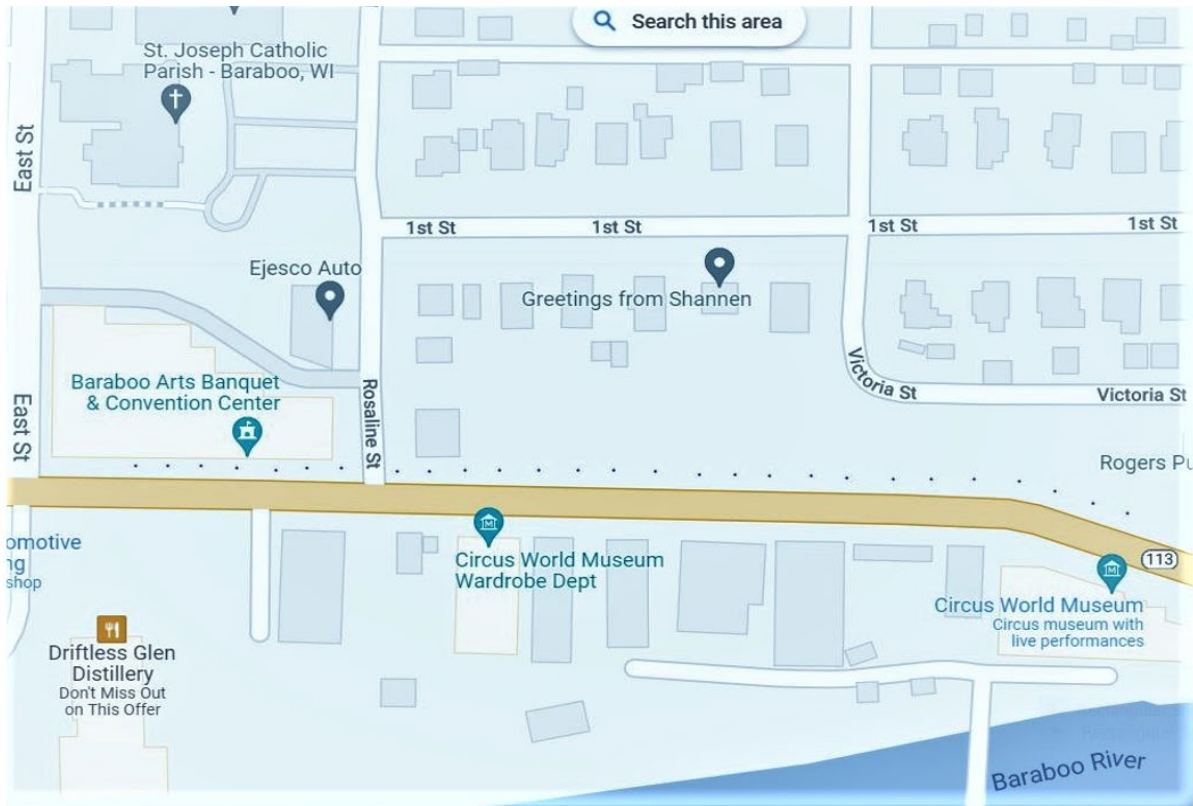 Search this area
St. Joseph Catholic
Parish - Baraboo, WI
East St
1st St
1st St
1st St
1st St
Ejesco Auto
Greetings from Shannen
Baraboo Arts Banquet
& Convention Center
Rosaline St
Victoria St
Victoria St
East St
Rogers
omotive
ng
shop
Circus World Museum
Wardrobe Dept
113
Circus World Museum
Circus museum with
live performances
Driftless Glen
Distillery
Don't Miss Out
on This Offer
Baraboo River